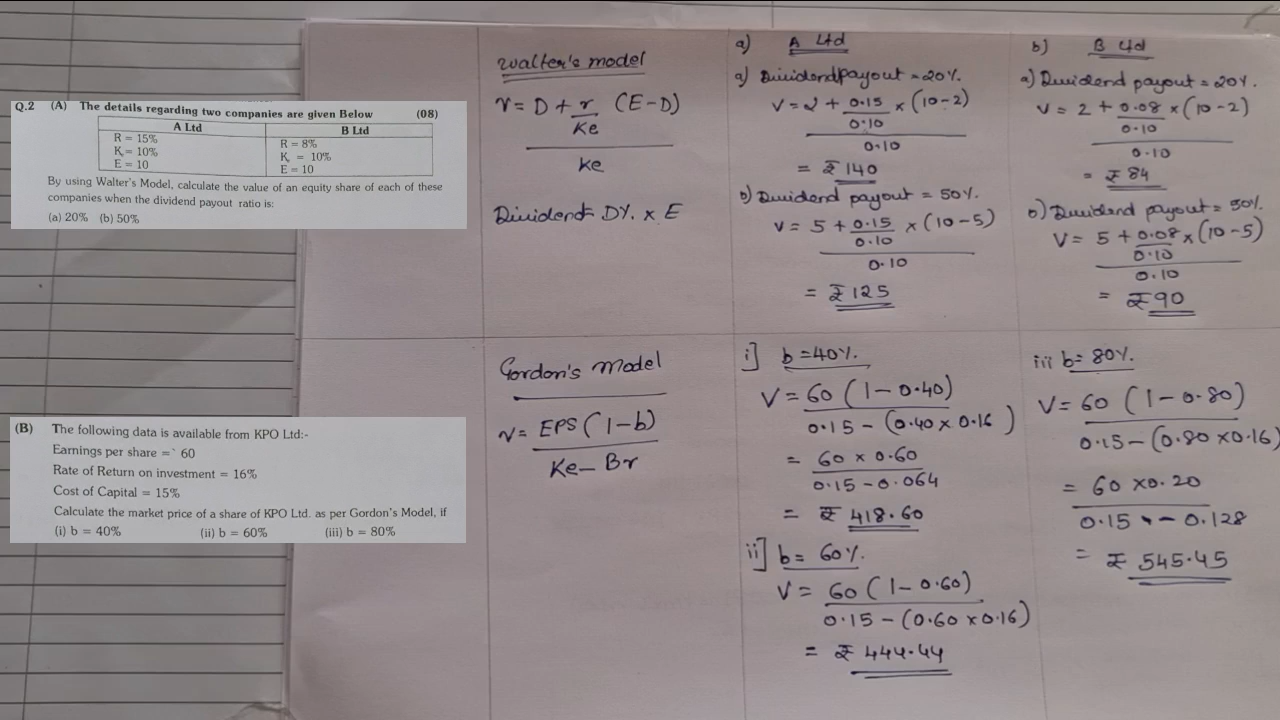 Q.2 (A) The details regarding two companies are given Below (08)
A Ltd B Ltd
R = 15% R = 8%
K = 10% K = 10%
E = 10 E = 10
By using Walter's Model, calculate the value of an equity share of each of these
companies when the dividend payout ratio is:
(a) 20% (b) 50%
Walter's model
V = D + r/Ke (E-D)
Ke
Dividend = D% × E
a) A Ltd
a) Dividend payout = 20%.
V = 2 + 0.15/0.10 × (10-2)
0.10
= ₹ 140
b) Dividend payout = 50%.
V = 5 + 0.15/0.10 × (10-5)
0.10
= ₹ 125
b) B Ltd
a) Dividend payout = 20%.
V = 2 + 0.08/0.10 × (10-2)
0.10
= ₹ 84
b) Dividend payout = 50%.
V = 5 + 0.08/0.10 × (10-5)
0.10
= ₹ 90
(B) The following data is available from KPO Ltd:-
Earnings per share = ` 60
Rate of Return on investment = 16%
Cost of Capital = 15%
Calculate the market price of a share of KPO Ltd. as per Gordon's Model, if
(i) b = 40% (ii) b = 60% (iii) b = 80%
Gordon's Model
V = EPS (1-b)
Ke - Br
i] b = 40%.
V = 60 (1-0.40)
0.15 - (0.40 × 0.16)
= 60 × 0.60
0.15 - 0.064
= ₹ 418.60
ii] b = 60%.
V = 60 (1-0.60)
0.15 - (0.60 × 0.16)
= ₹ 444.44
iii b = 80%.
V = 60 (1-0.80)
0.15 - (0.80 × 0.16)
= 60 × 0.20
0.15 - 0.128
= ₹ 545.45